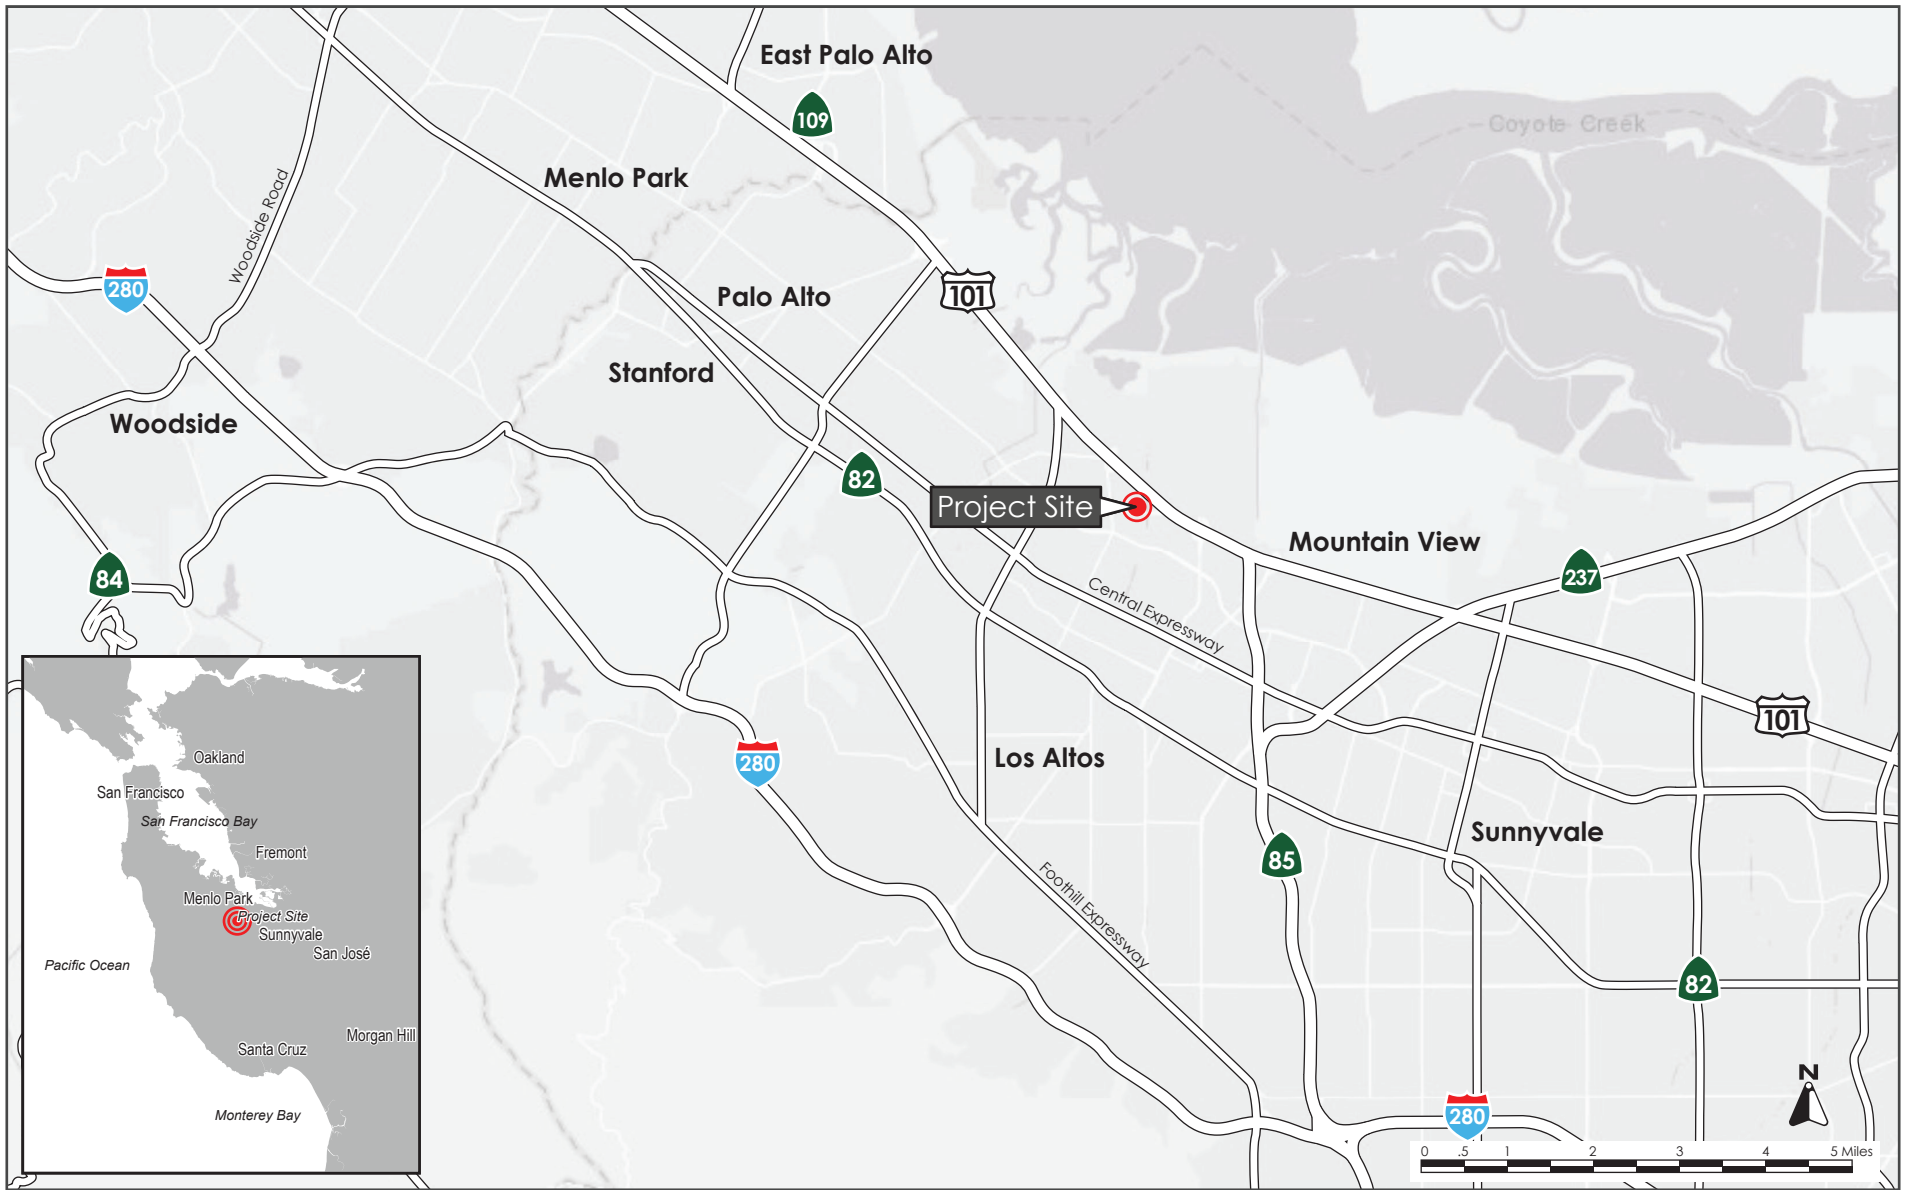 East Palo Alto
109
Coyote Creek
Menlo Park
Woodside Road
280
Palo Alto
101
Stanford
Woodside
82
Project Site
Mountain View
84
237
Central Expressway
101
280
Los Altos
Sunnyvale
85
Foothill Expressway
82
280
N
0 .5 1 2 3 4 5 Miles
Oakland
San Francisco
San Francisco Bay
Fremont
Menlo Park
Project Site
Sunnyvale
San José
Pacific Ocean
Morgan Hill
Santa Cruz
Monterey Bay